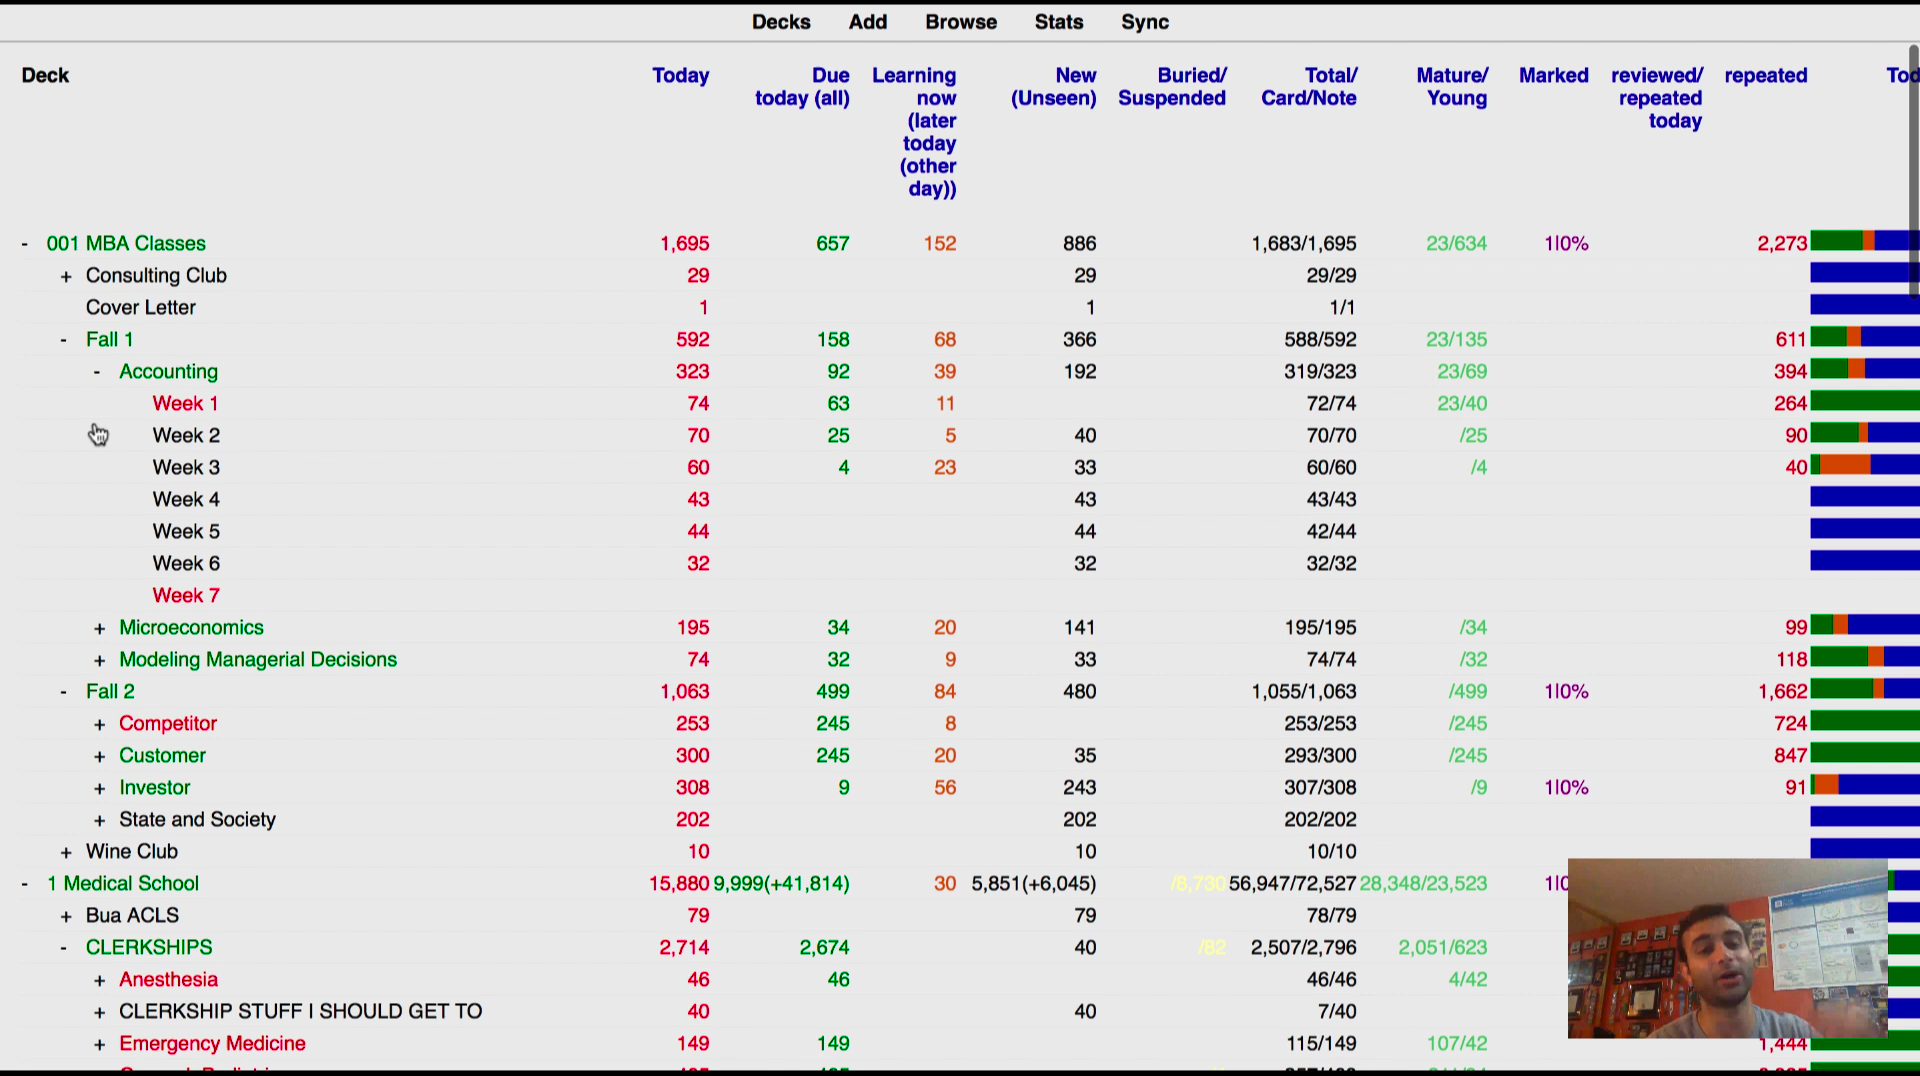 Decks Add Browse Stats Sync
Deck Today Due today (all) Learning now (later today (other day)) New (Unseen) Buried/ Suspended Total/ Card/Note Mature/ Young Marked reviewed/ repeated today repeated
- 001 MBA Classes 1,695 657 152 886 1,683/1,695 23/634 1|0% 2,273
+ Consulting Club 29 29 29/29
Cover Letter 1 1 1/1
- Fall 1 592 158 68 366 588/592 23/135 611
- Accounting 323 92 39 192 319/323 23/69 394
Week 1 74 63 11 72/74 23/40 264
Week 2 70 25 5 40 70/70 /25 90
Week 3 60 4 23 33 60/60 /4 40
Week 4 43 43 43/43
Week 5 44 44 42/44
Week 6 32 32 32/32
Week 7
+ Microeconomics 195 34 20 141 195/195 /34 99
+ Modeling Managerial Decisions 74 32 9 33 74/74 /32 118
- Fall 2 1,063 499 84 480 1,055/1,063 /499 1|0% 1,662
+ Competitor 253 245 8 253/253 /245 724
+ Customer 300 245 20 35 293/300 /245 847
+ Investor 308 9 56 243 307/308 /9 1|0% 91
+ State and Society 202 202 202/202
+ Wine Club 10 10 10/10
- 1 Medical School 15,880 9,999(+41,814) 30 5,851(+6,045) /8,730 56,947/72,527 28,348/23,523
+ Bua ACLS 79 79 78/79
- CLERKSHIPS 2,714 2,674 40 /82 2,507/2,796 2,051/623
+ Anesthesia 46 46 46/46 4/42
+ CLERKSHIP STUFF I SHOULD GET TO 40 40 7/40
+ Emergency Medicine 149 149 115/149 107/42 1,444